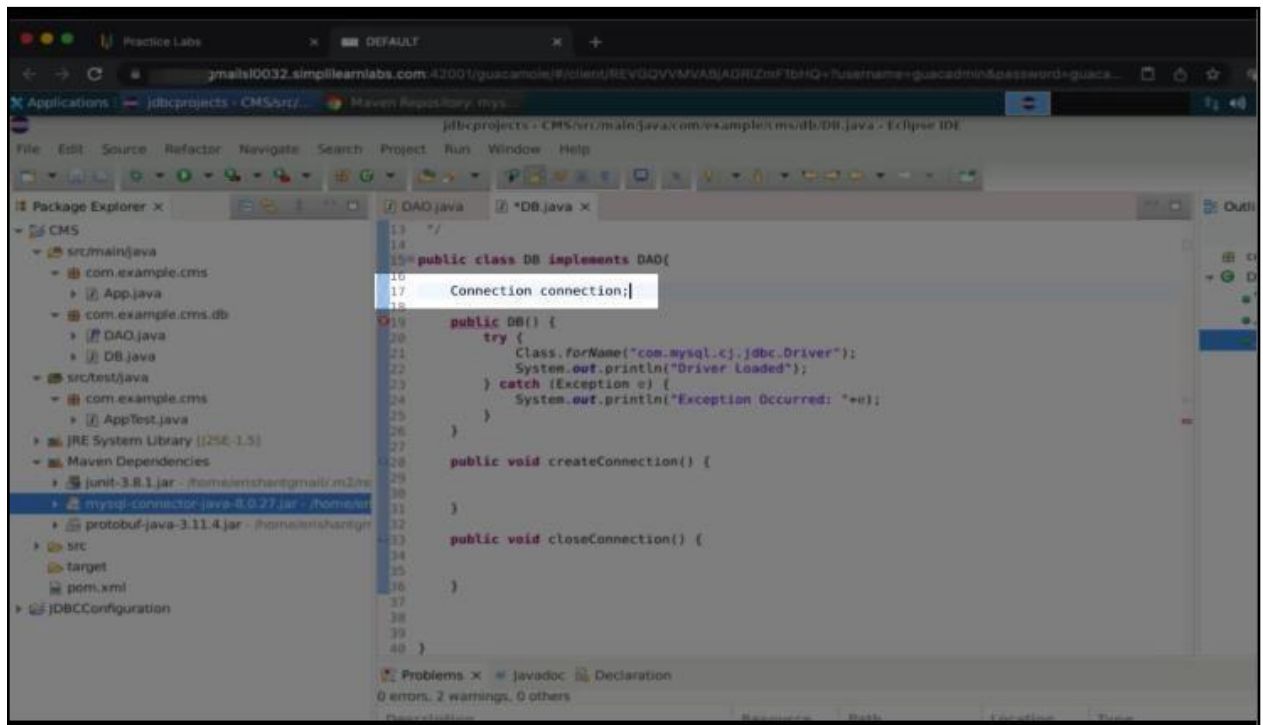 Practice Labs
DEFAULT
simplilearnlabs.com
Applications
jdbcprojects - CMS/src/...
Maven Repository: mys...
jdbcprojects - CMS/src/main/java/com/example/cms/db/DB.java - Eclipse IDE
File Edit Source Refactor Navigate Search Project Run Window Help
Package Explorer
DAO.java
*DB.java
Outli
CMS
src/main/java
com.example.cms
App.java
com.example.cms.db
DAO.java
DB.java
src/test/java
com.example.cms
AppTest.java
JRE System Library [J2SE-1.5]
Maven Dependencies
junit-3.8.1.jar
mysql-connector-java-8.0.27.jar
protobuf-java-3.11.4.jar
src
target
pom.xml
JDBCConfiguration
13 */
14
15 public class DB implements DAO{
16
17 Connection connection;
18
19 public DB() {
20 try {
21 Class.forName("com.mysql.cj.jdbc.Driver");
22 System.out.println("Driver Loaded");
23 } catch (Exception e) {
24 System.out.println("Exception Occurred: "+e);
25 }
26 }
27
28 public void createConnection() {
29
30
31 }
32
33 public void closeConnection() {
34
35
36 }
37
38
39
40 }
Problems
Javadoc
Declaration
0 errors, 2 warnings, 0 others